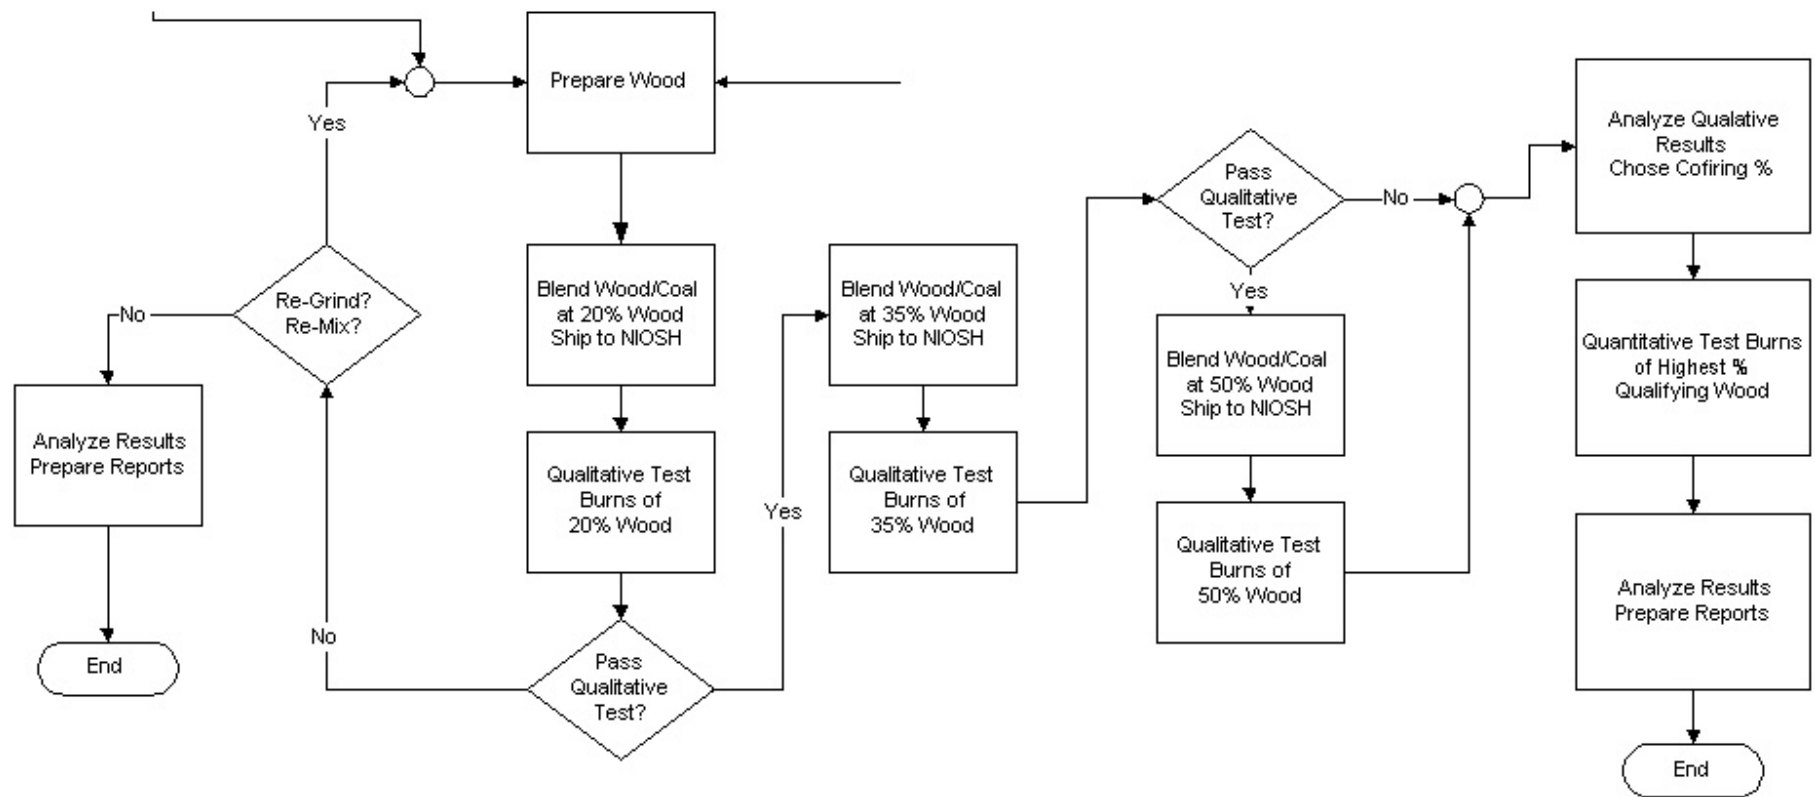 Prepare Wood
Yes
Re-Grind?
Re-Mix?
No
Analyze Results
Prepare Reports
End
Blend Wood/Coal
at 20% Wood
Ship to NIOSH
Qualitative Test
Burns of
20% Wood
Pass
Qualitative
Test?
No
Yes
Blend Wood/Coal
at 35% Wood
Ship to NIOSH
Qualitative Test
Burns of
35% Wood
Pass
Qualitative
Test?
No
Yes
Blend Wood/Coal
at 50% Wood
Ship to NIOSH
Qualitative Test
Burns of
50% Wood
Analyze Qualative
Results
Chose Cofiring %
Quantitative Test Burns
of Highest %
Qualifying Wood
Analyze Results
Prepare Reports
End